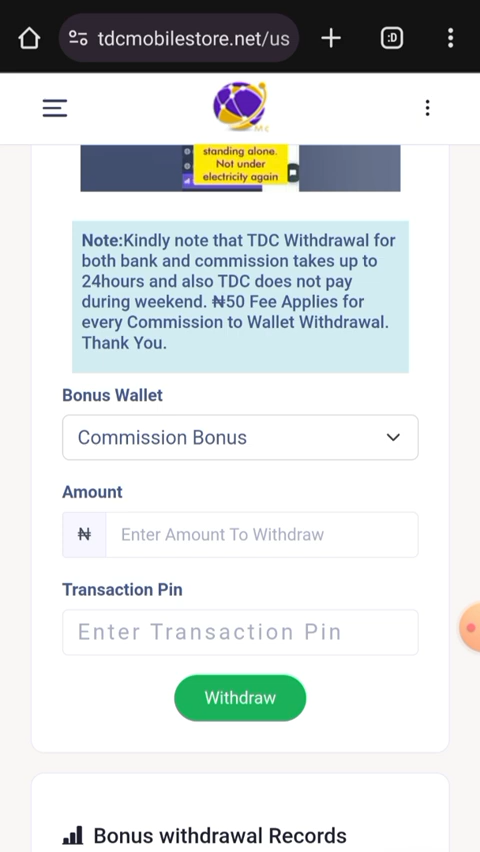 tdcmobilestore.net/us
:D
Mc
standing alone.
Not under
electricity again
Note:Kindly note that TDC Withdrawal for
both bank and commission takes up to
24hours and also TDC does not pay
during weekend. ₦50 Fee Applies for
every Commission to Wallet Withdrawal.
Thank You.
Bonus Wallet
Commission Bonus
Amount
₦ Enter Amount To Withdraw
Transaction Pin
Enter Transaction Pin
Withdraw
Bonus withdrawal Records